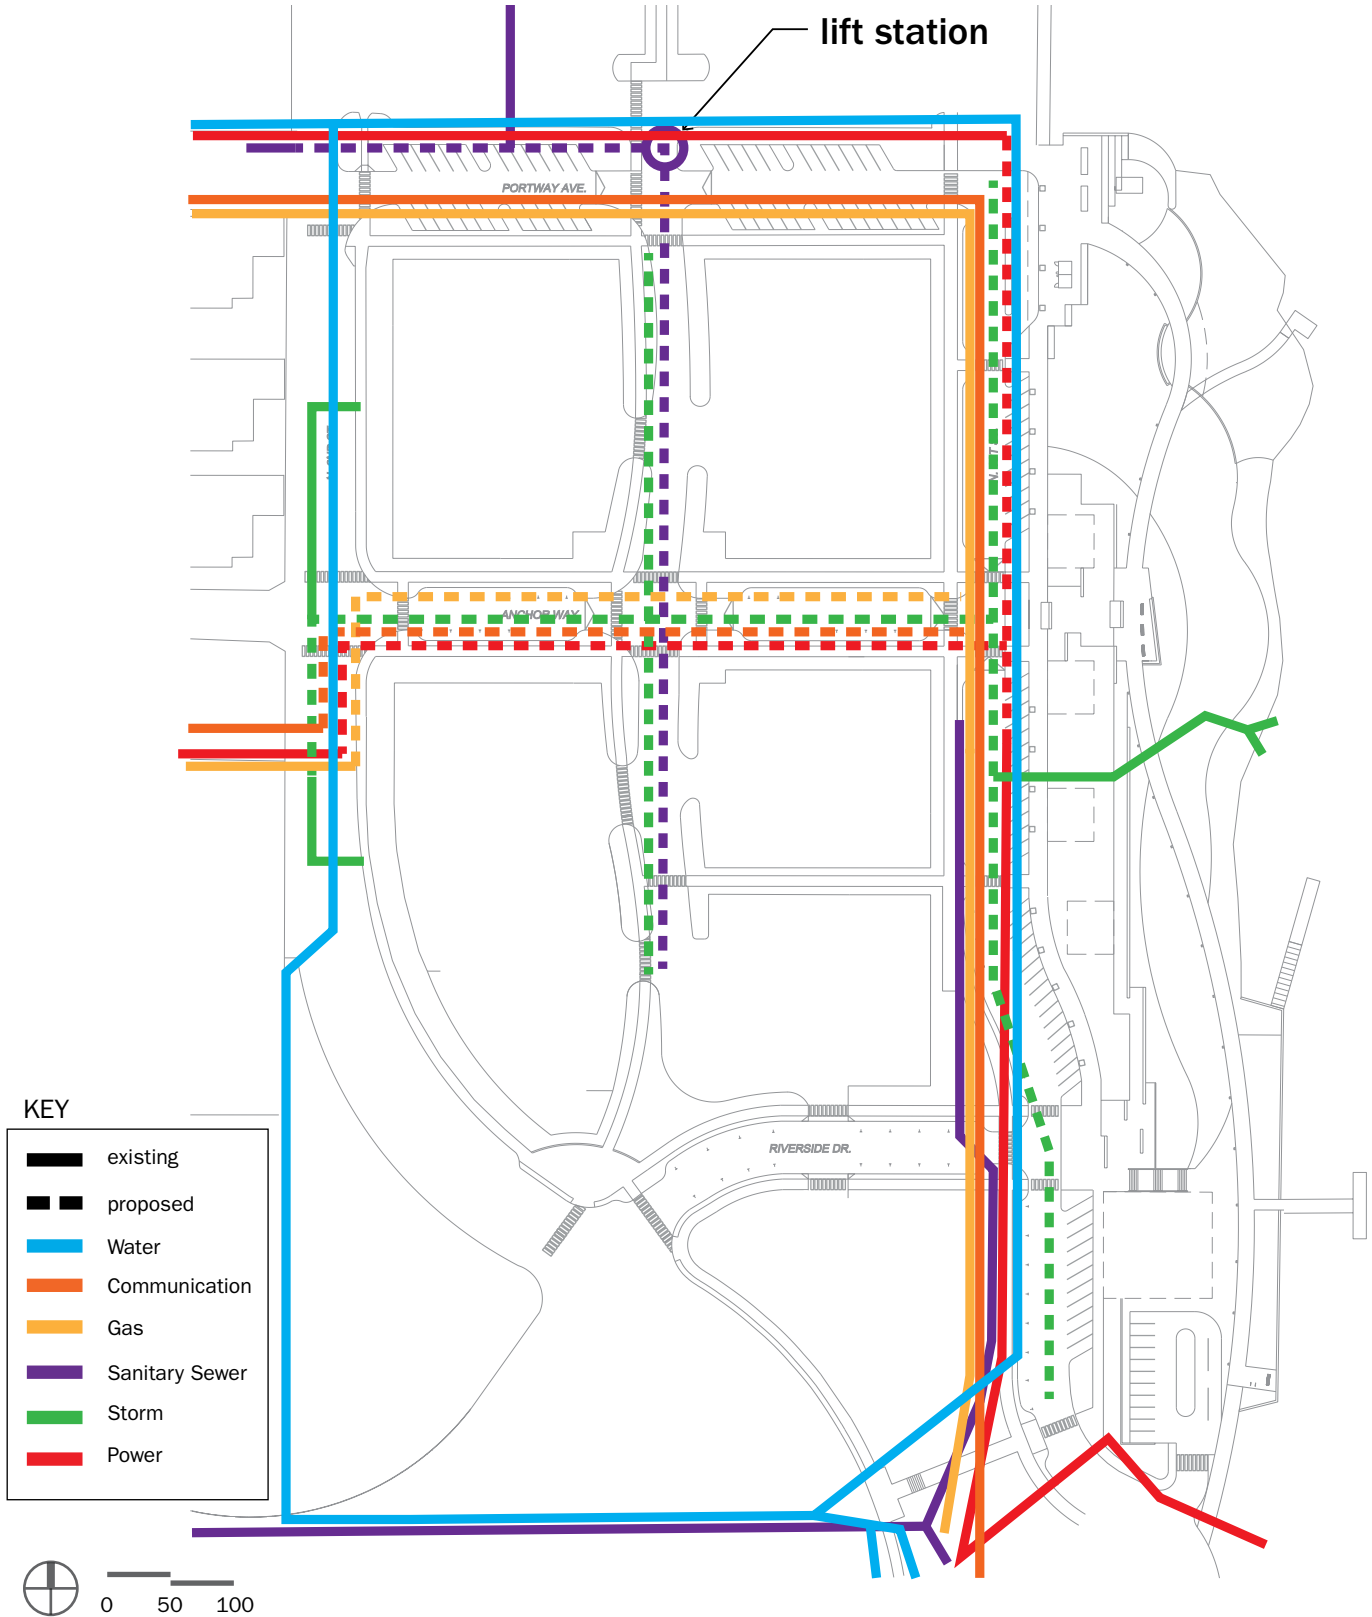 lift station
PORTWAY AVE.
ANCHOR WAY
RIVERSIDE DR.
KEY
existing
proposed
Water
Communication
Gas
Sanitary Sewer
Storm
Power
0 50 100